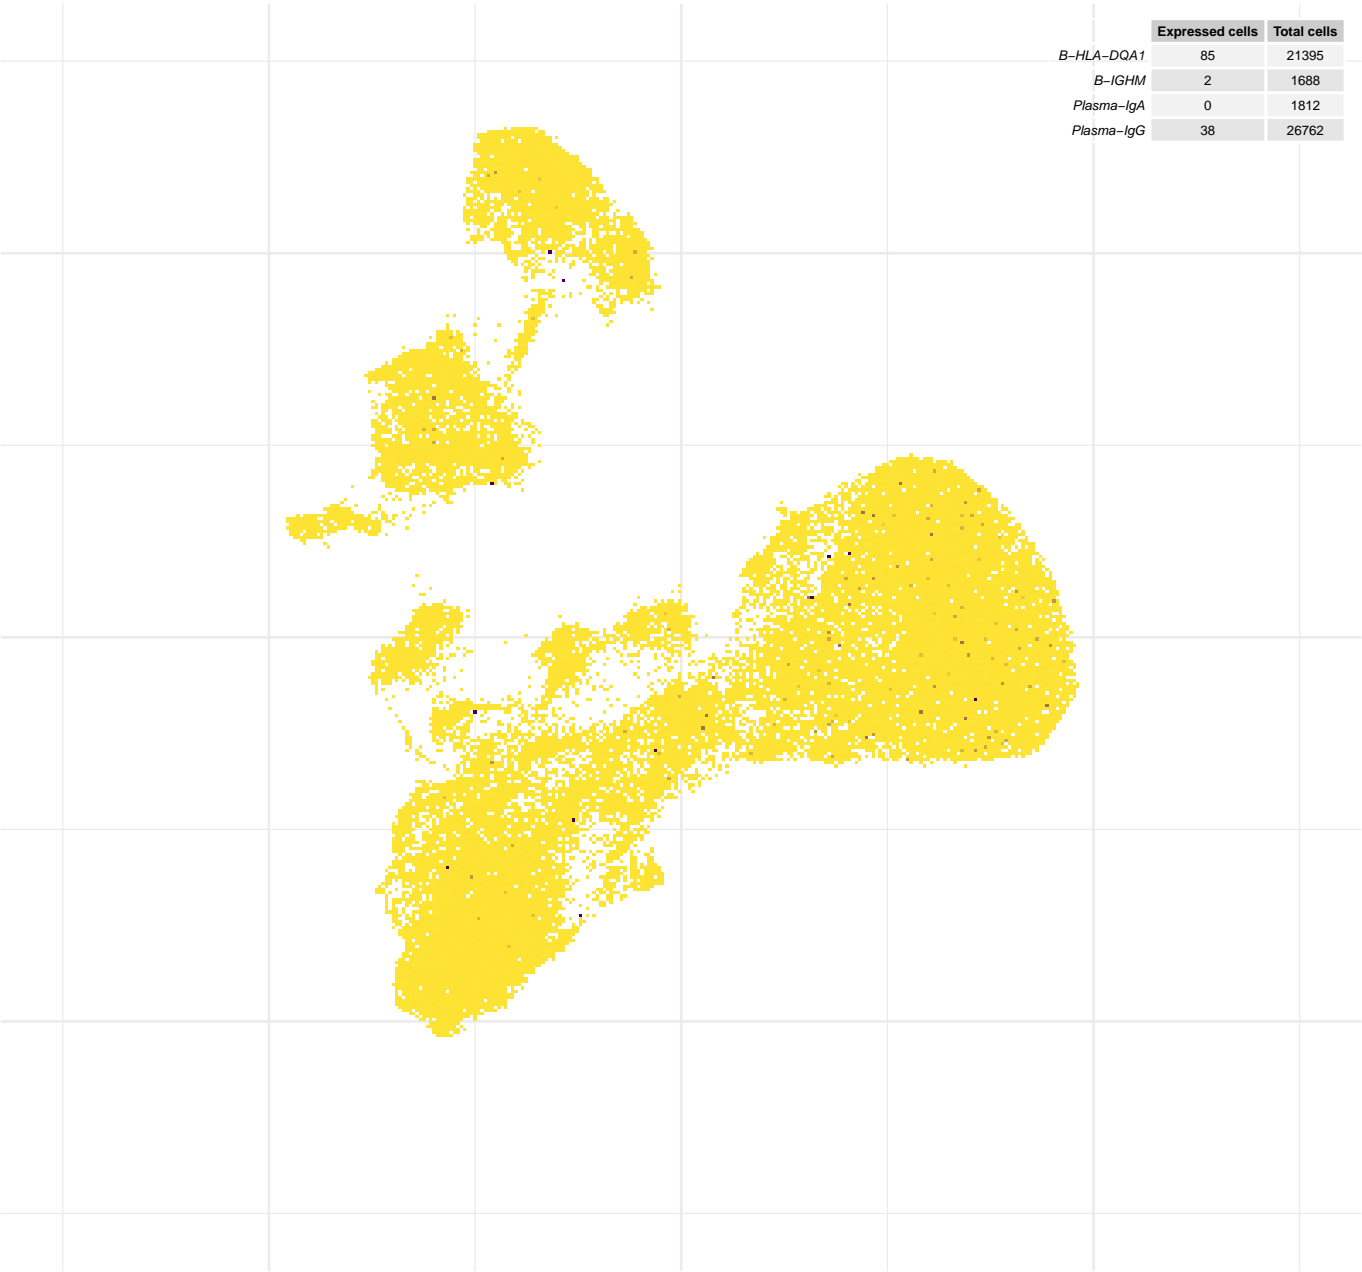 Expressed cells Total cells
B−HLA−DQA1 85 21395
B−IGHM 2 1688
Plasma−IgA 0 1812
Plasma−IgG 38 26762